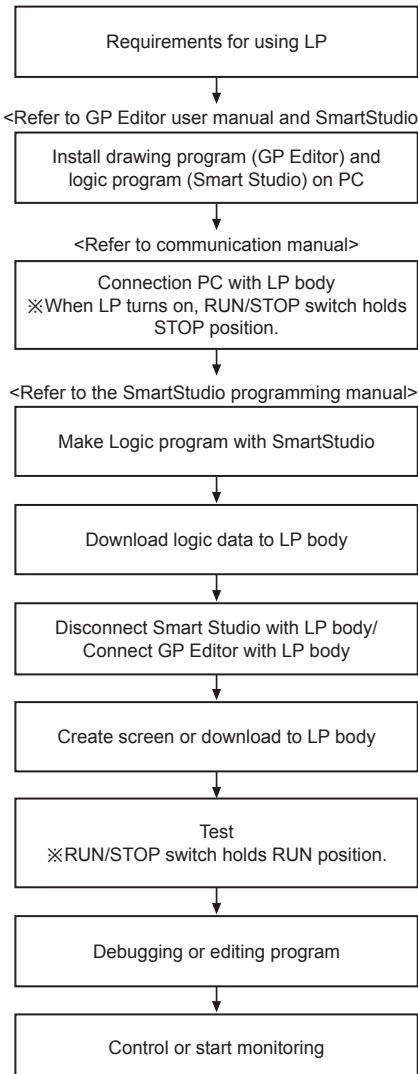 Requirements for using LP
<Refer to GP Editor user manual and SmartStudio
Install drawing program (GP Editor) and
logic program (Smart Studio) on PC
<Refer to communication manual>
Connection PC with LP body
※When LP turns on, RUN/STOP switch holds
STOP position.
<Refer to the SmartStudio programming manual>
Make Logic program with SmartStudio
Download logic data to LP body
Disconnect Smart Studio with LP body/
Connect GP Editor with LP body
Create screen or download to LP body
Test
※RUN/STOP switch holds RUN position.
Debugging or editing program
Control or start monitoring